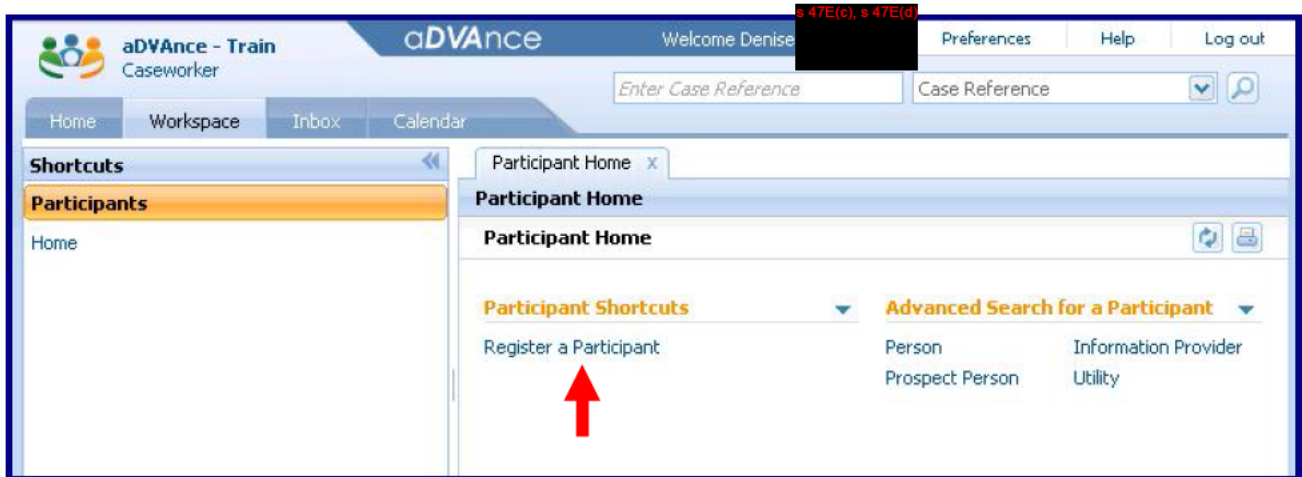 s 47E(c), s 47E(d)
aDVAnce - Train
Caseworker
aDVAnce
Welcome Denise
Preferences
Help
Log out
Enter Case Reference
Case Reference
Home
Workspace
Inbox
Calendar
Shortcuts
Participant Home x
Participants
Participant Home
Home
Participant Home
Participant Shortcuts
Advanced Search for a Participant
Register a Participant
Person
Information Provider
Prospect Person
Utility